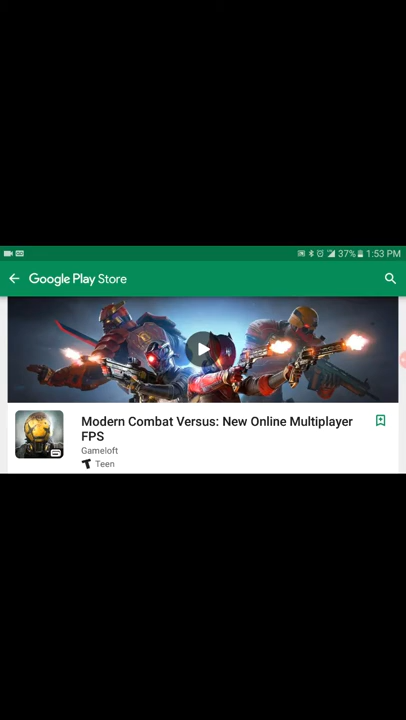 37% 1:53 PM
Google Play Store
Modern Combat Versus: New Online Multiplayer
FPS
Gameloft
T Teen